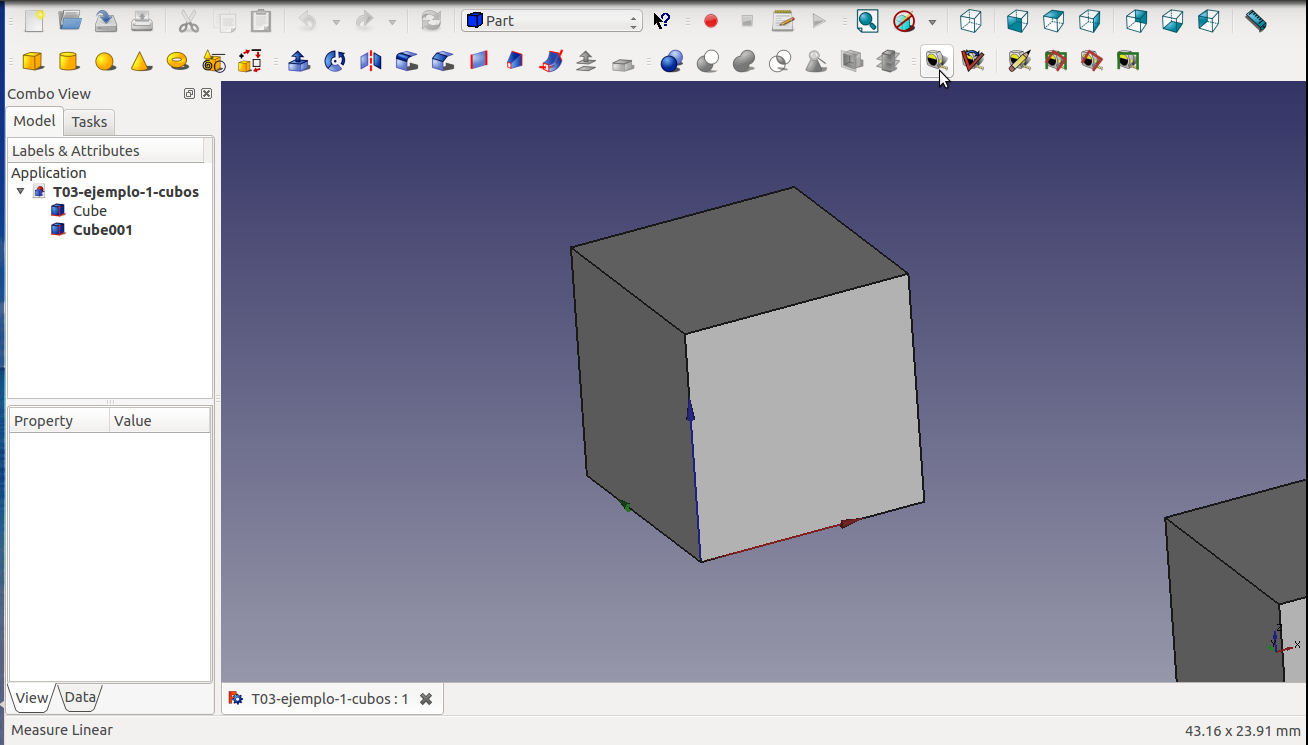 Part
Combo View
Model
Tasks
Labels & Attributes
Application
T03-ejemplo-1-cubos
Cube
Cube001
Property
Value
View
Data
T03-ejemplo-1-cubos : 1
Z
Y
X
Measure Linear
43.16 x 23.91 mm